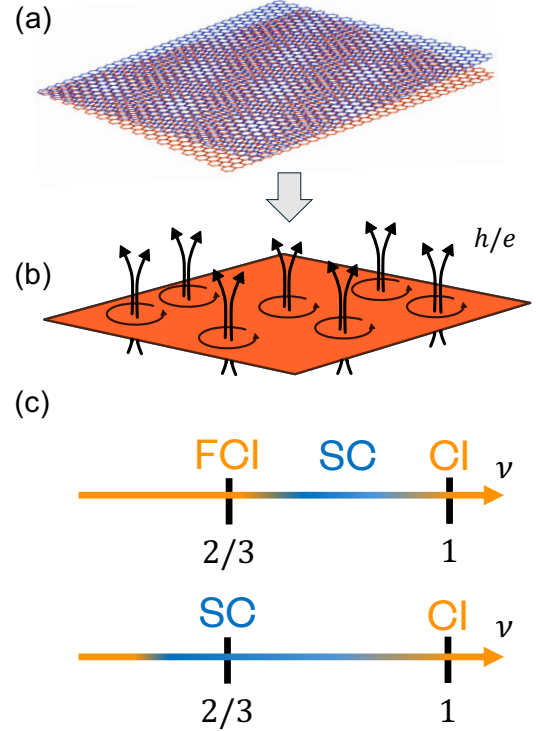 (a)
h/e
(b)
(c)
FCI SC CI ν
2/3 1
SC CI ν
2/3 1